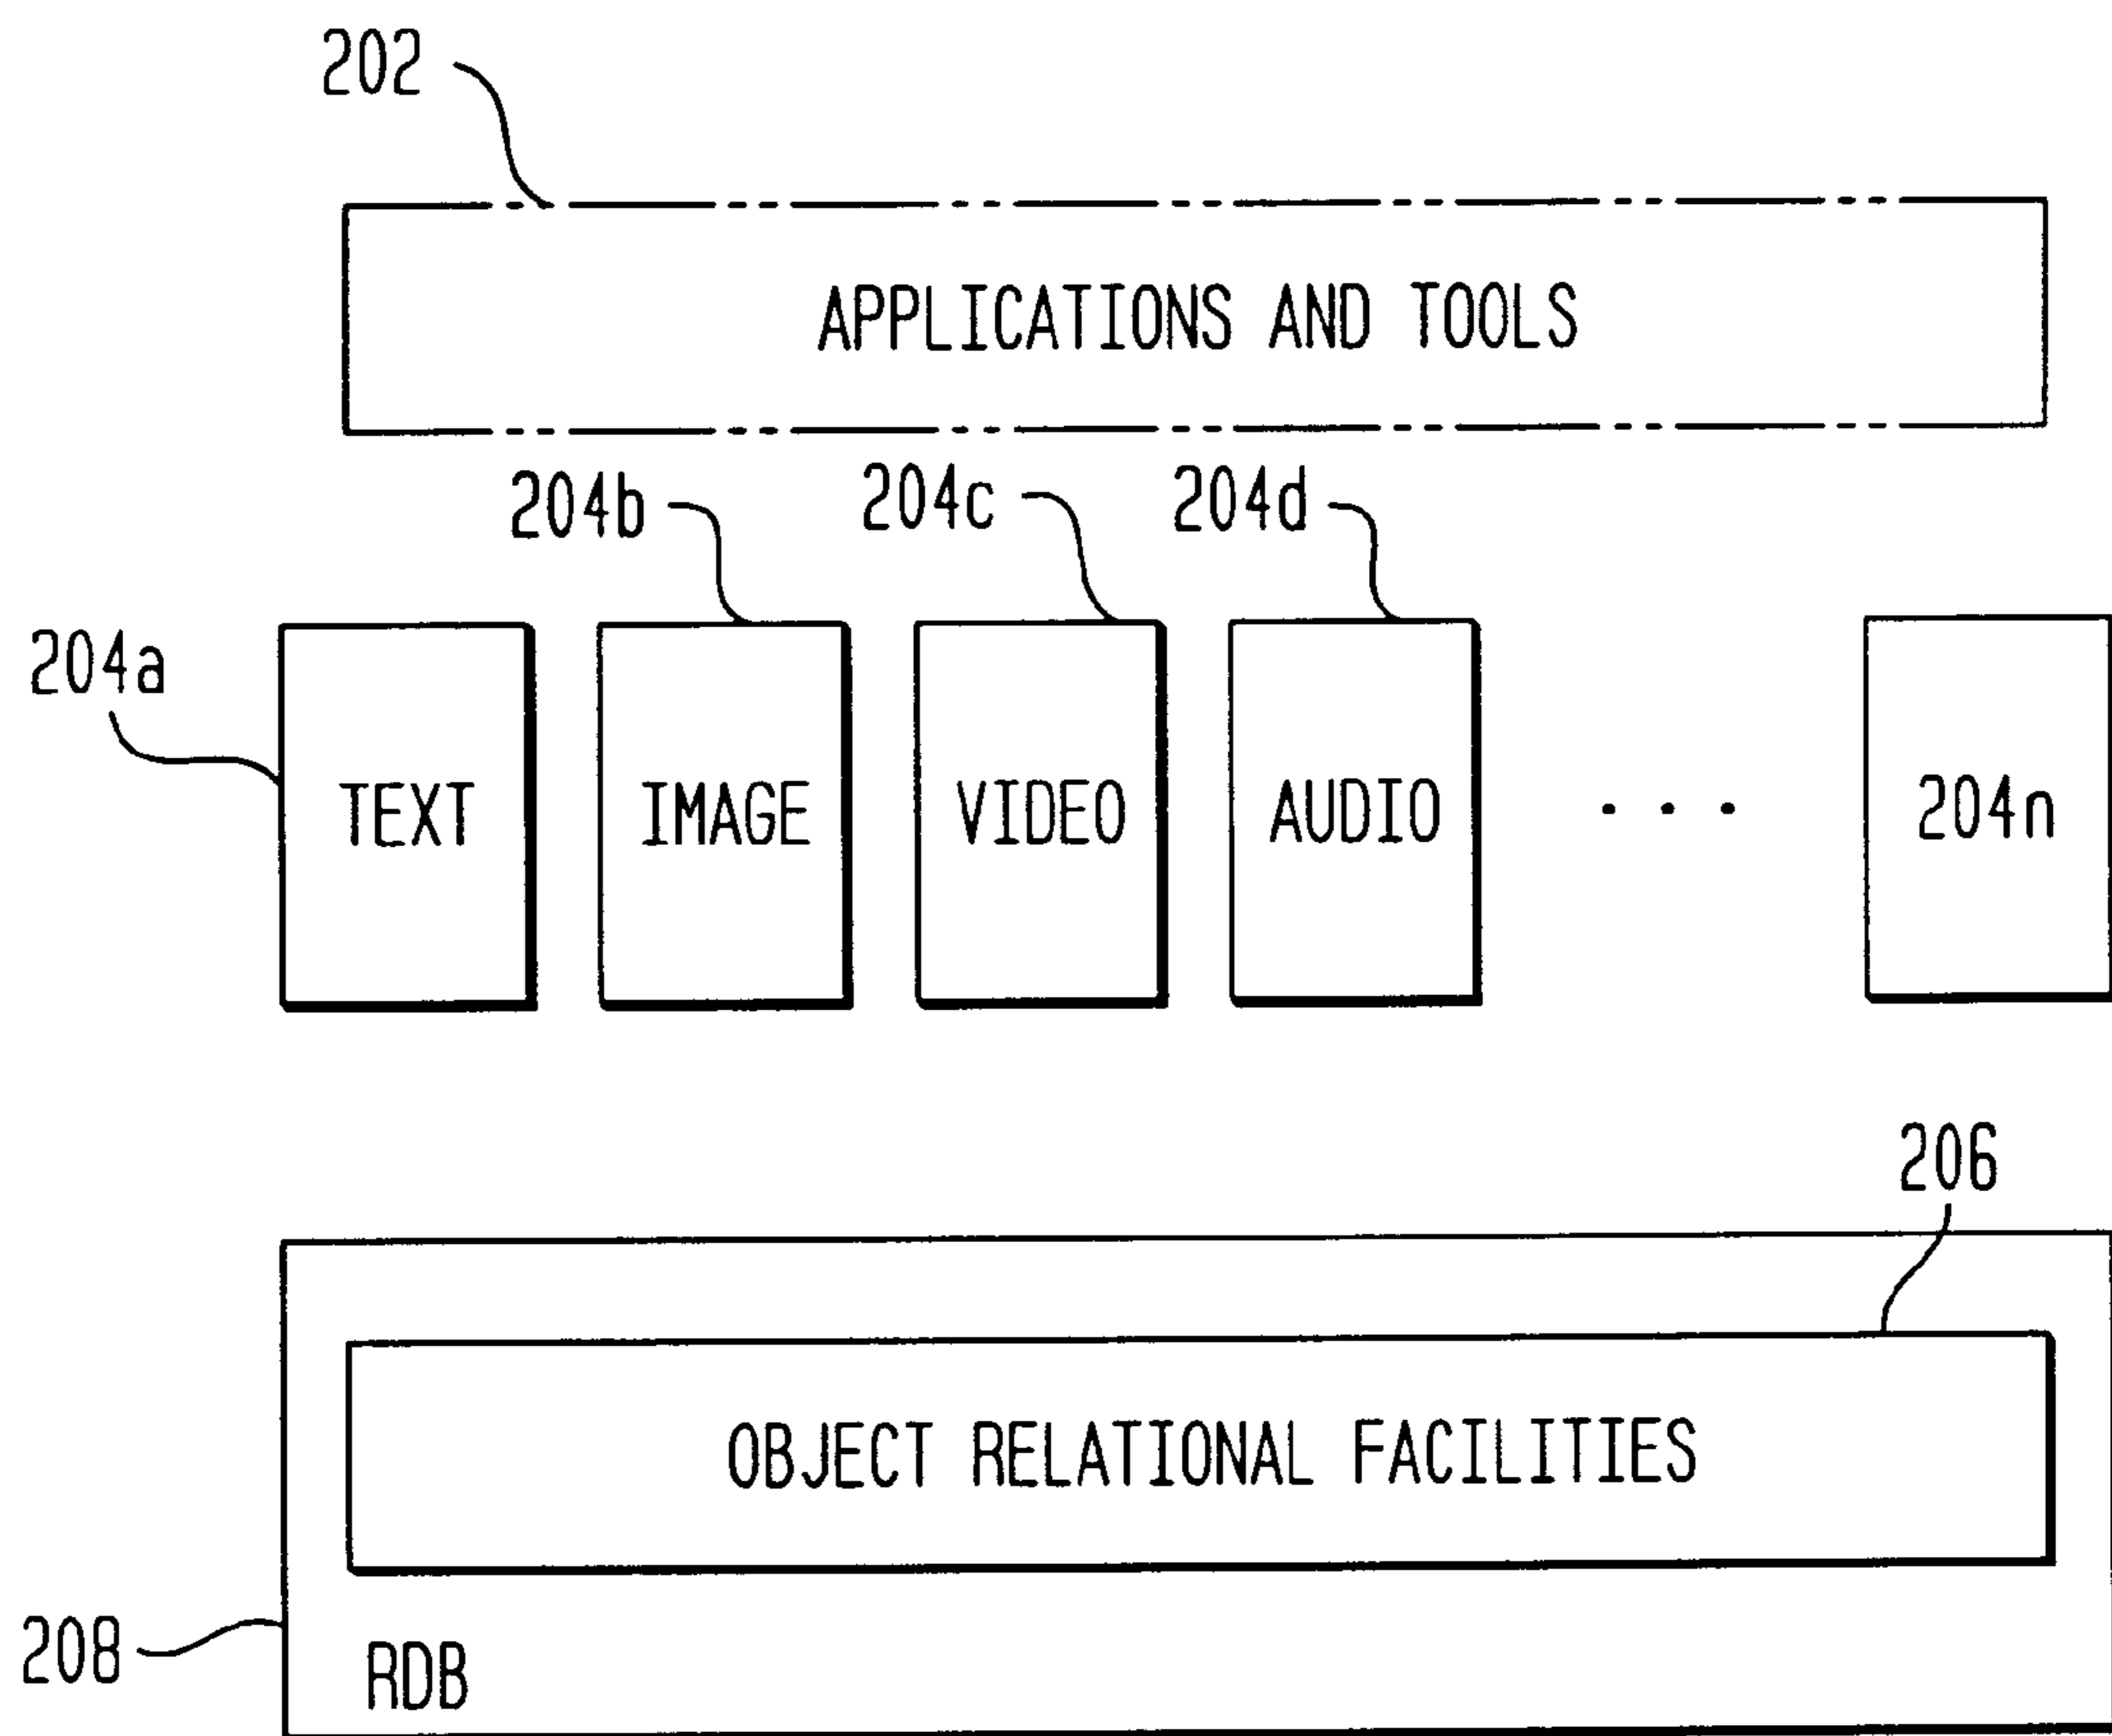 202
APPLICATIONS AND TOOLS
204b 204c 204d
204a
TEXT IMAGE VIDEO AUDIO . . . 204n
206
OBJECT RELATIONAL FACILITIES
208
RDB